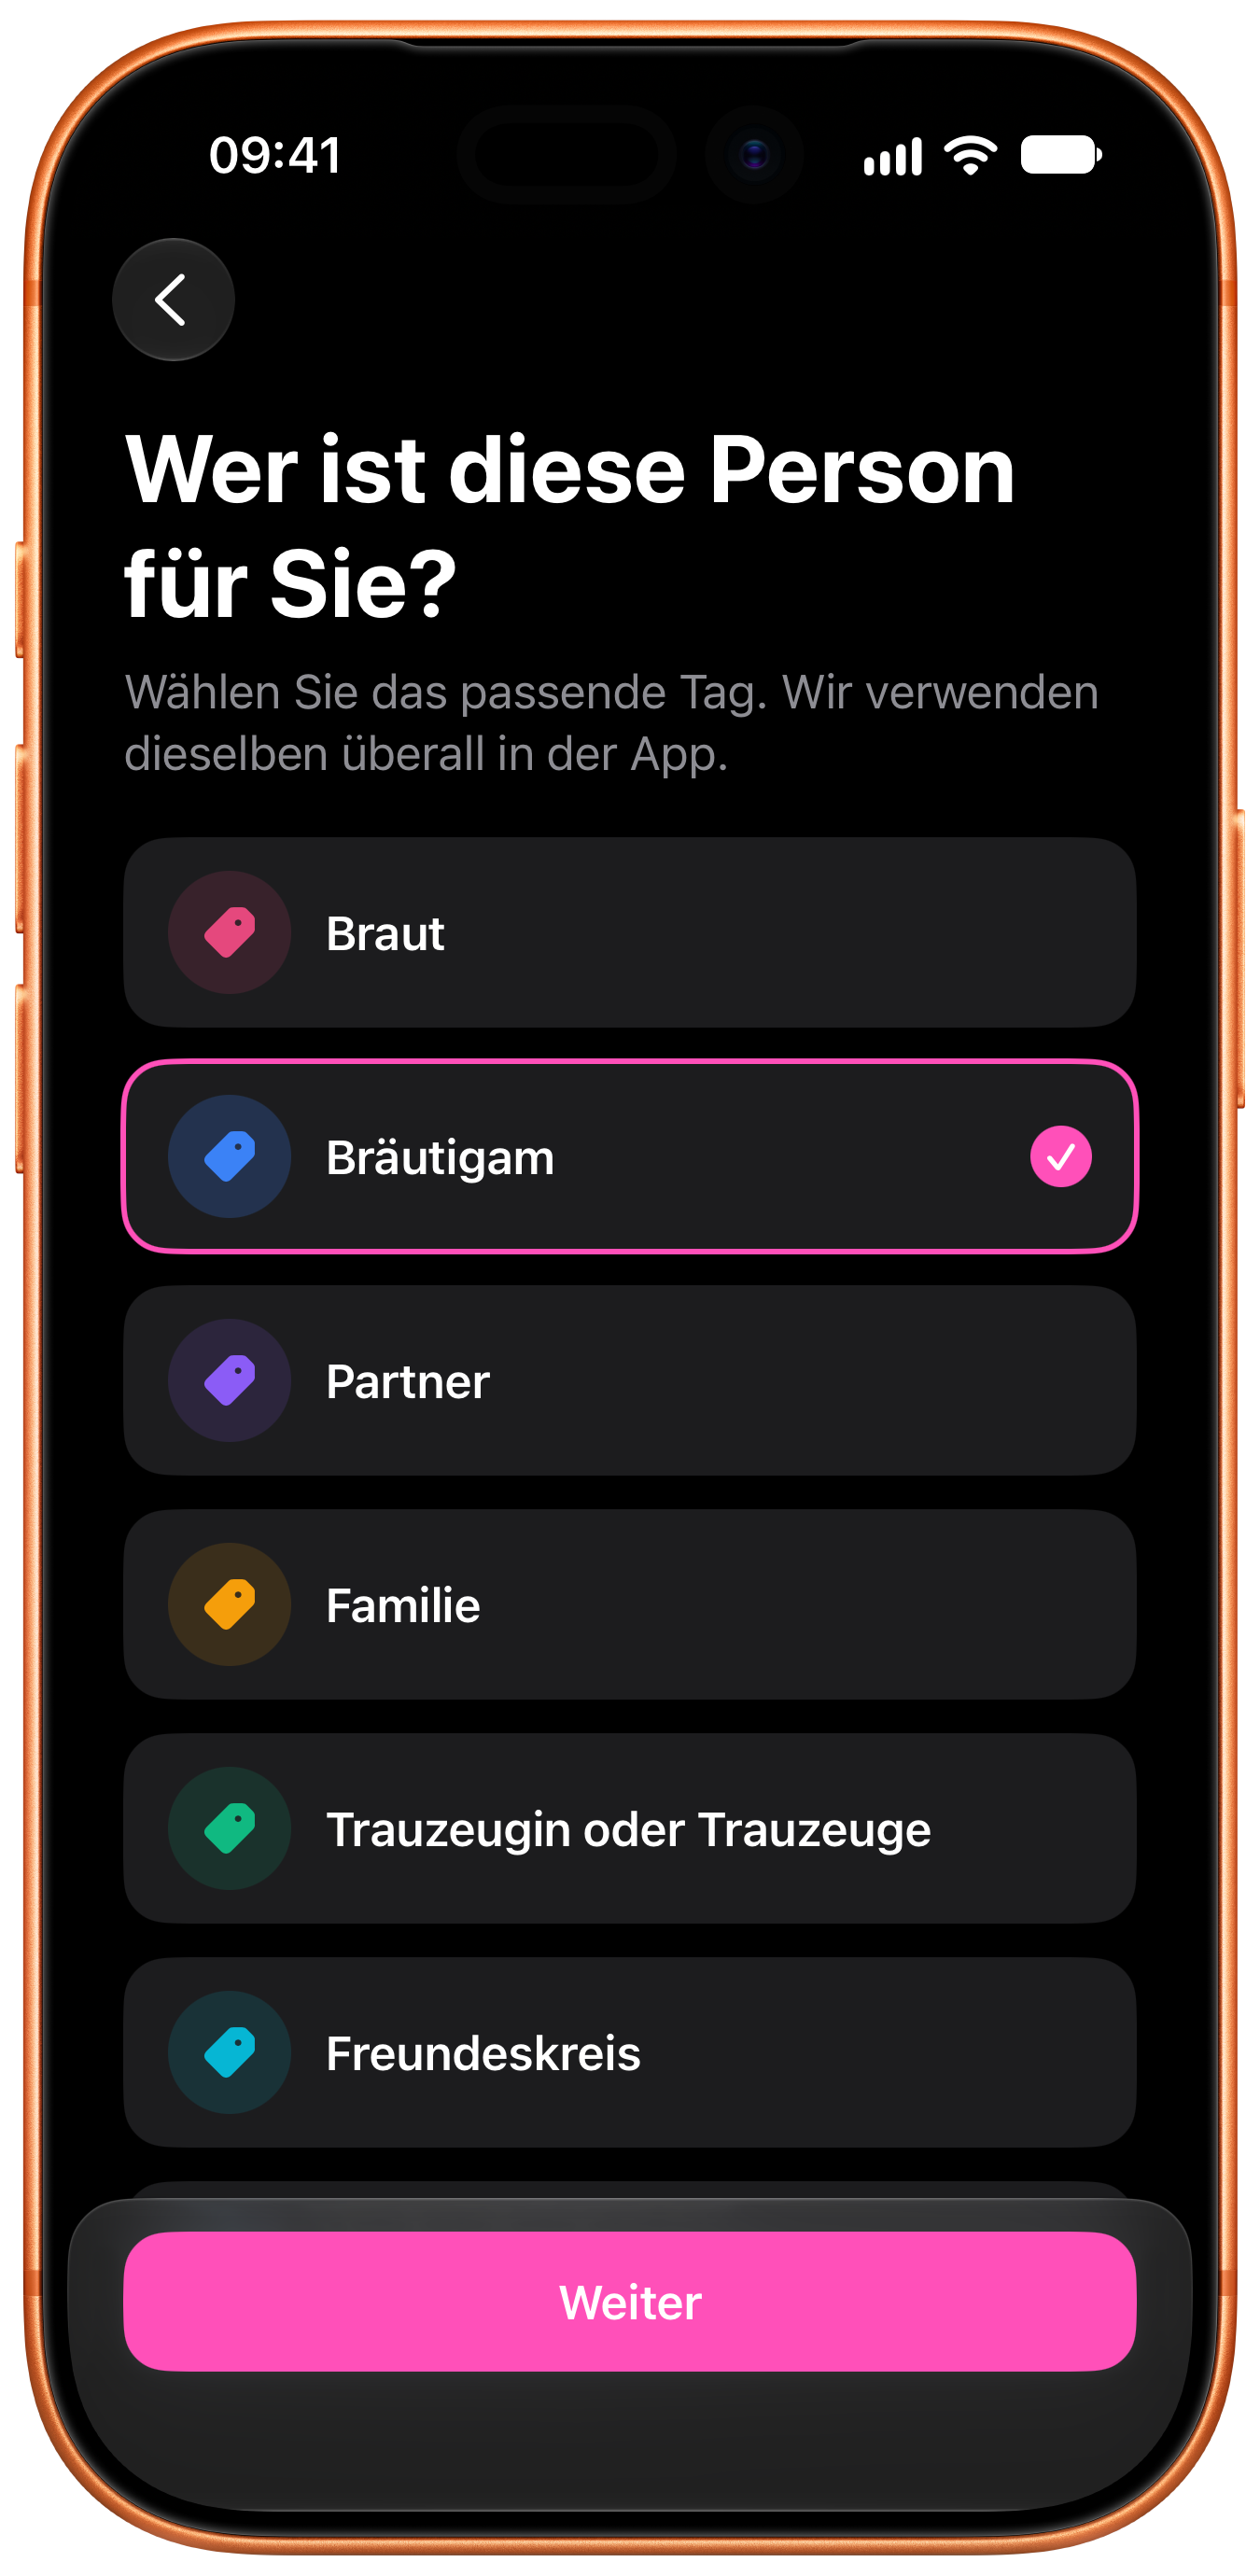 09:41
Wer ist diese Person
für Sie?
Wählen Sie das passende Tag. Wir verwenden
dieselben überall in der App.
Braut
Bräutigam
Partner
Familie
Trauzeugin oder Trauzeuge
Freundeskreis
Weiter